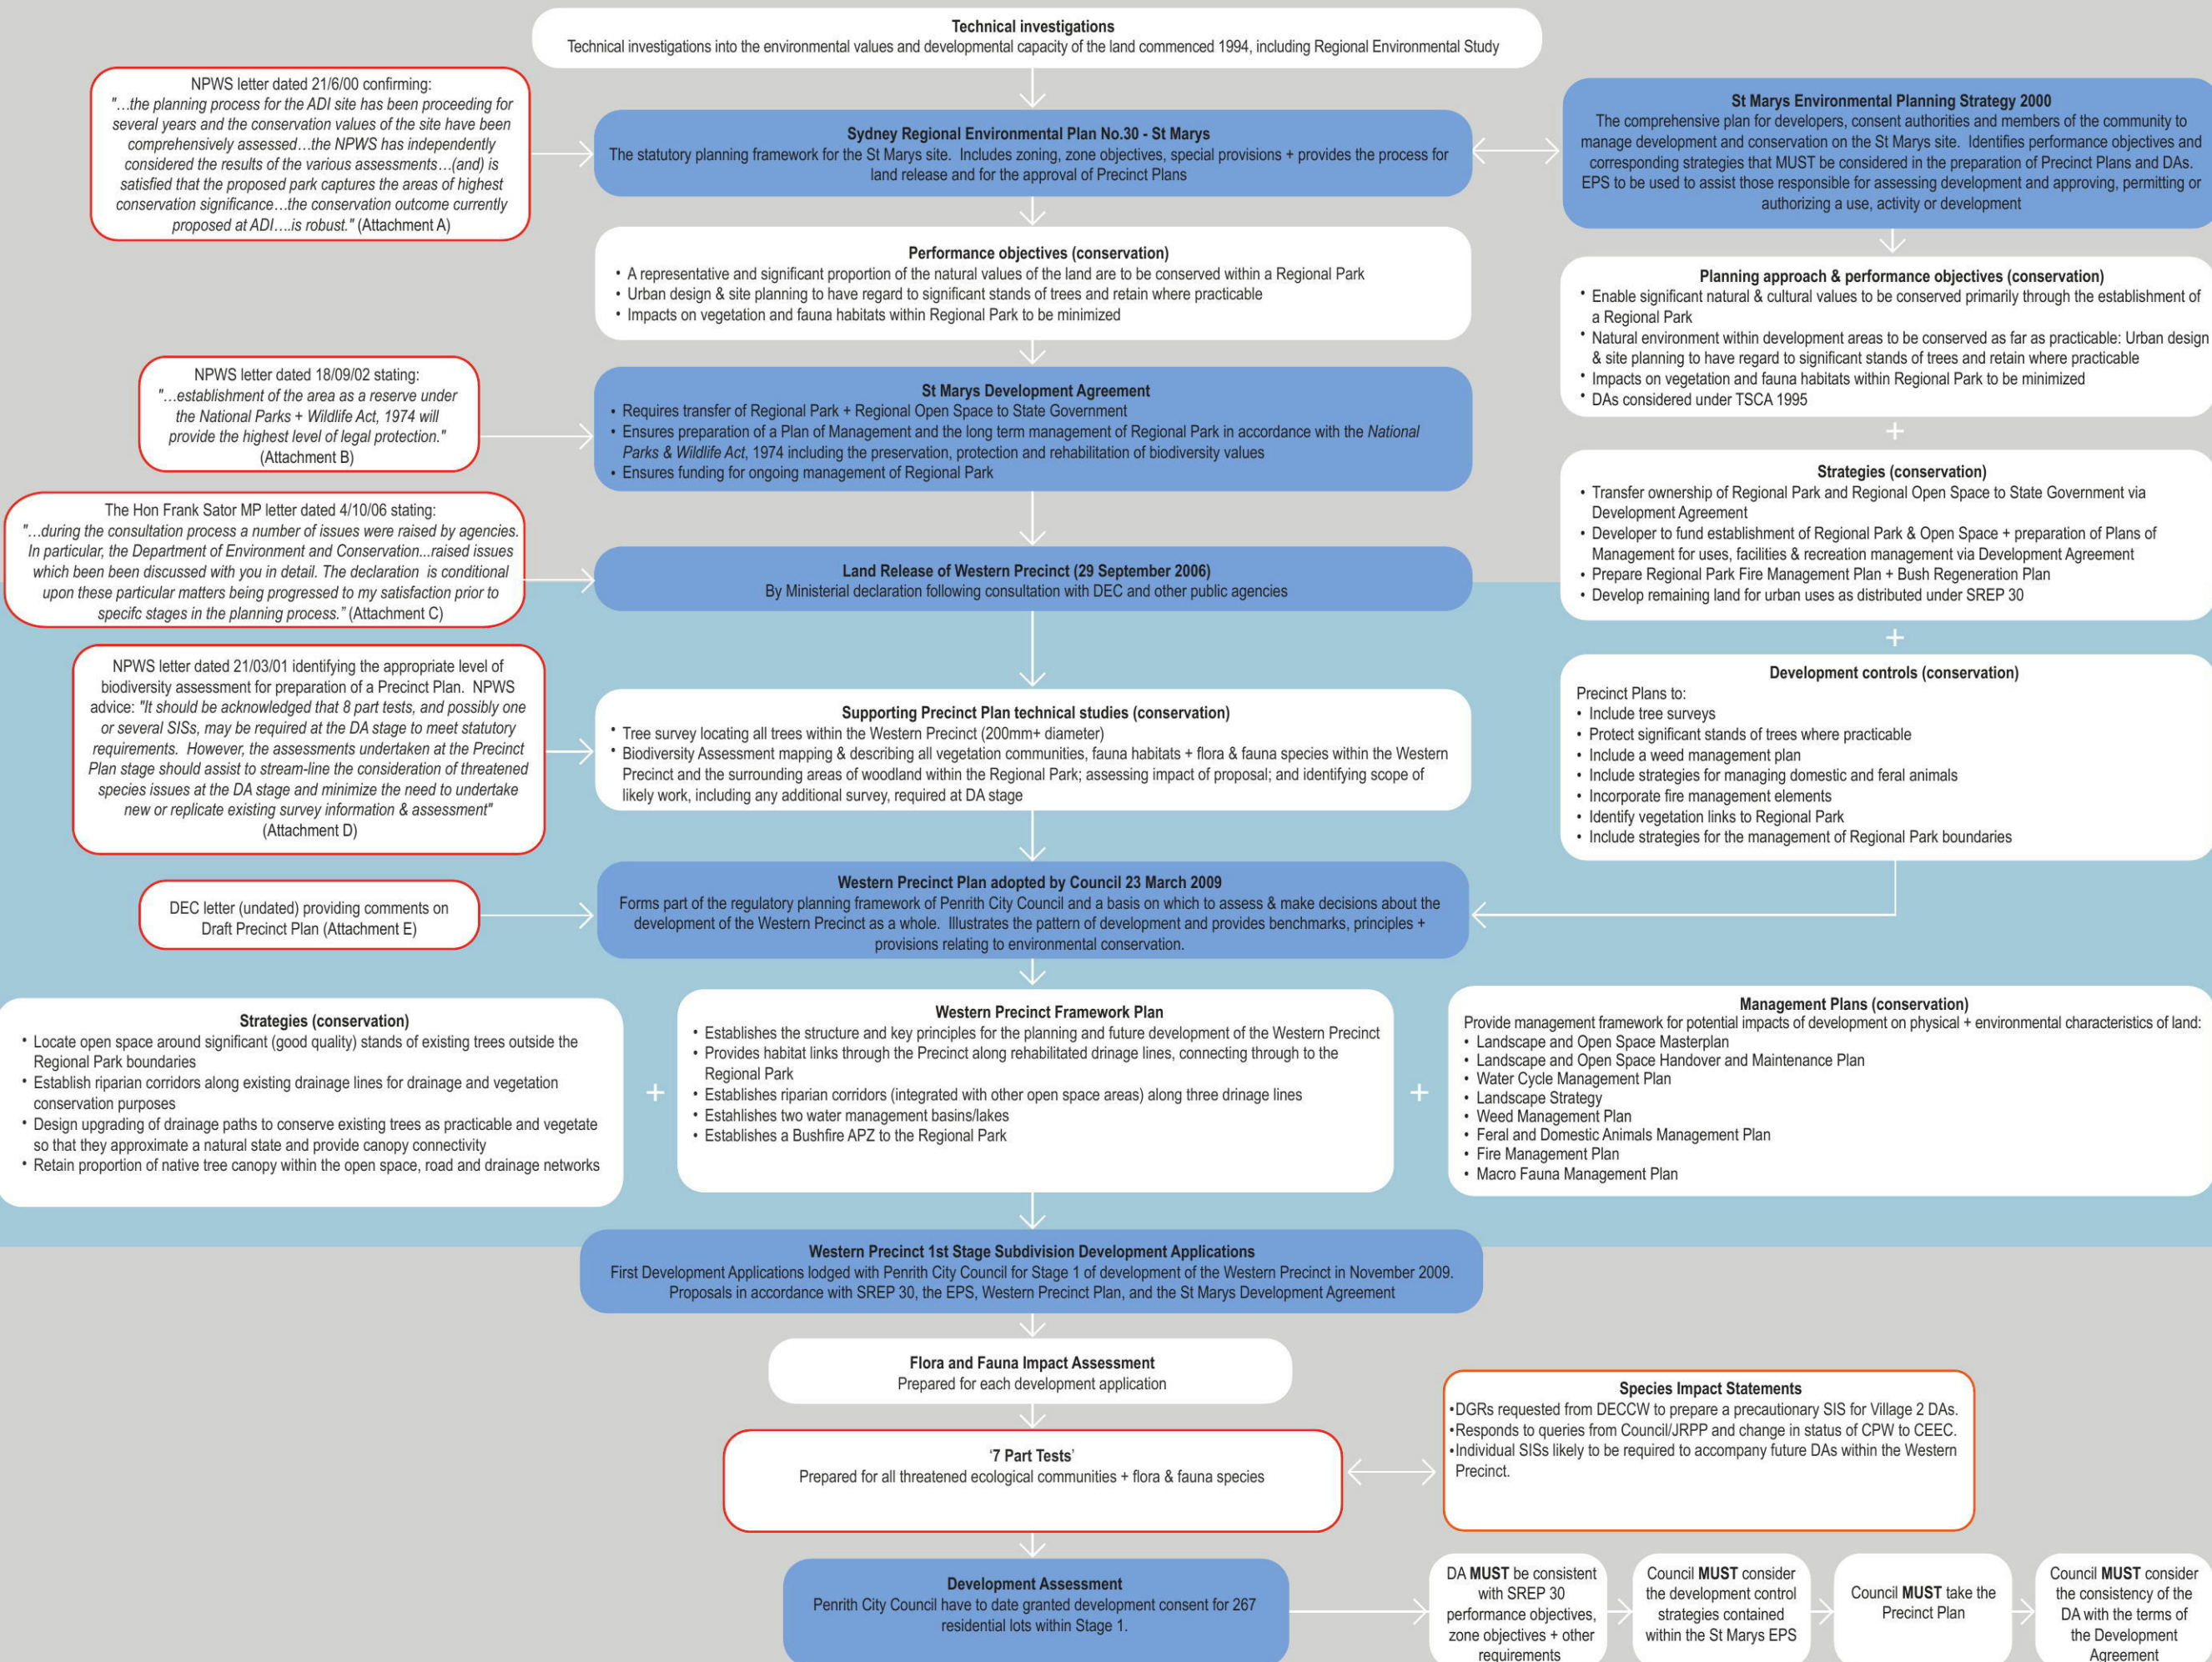 Technical investigations
Technical investigations into the environmental values and developmental capacity of the land commenced 1994, including Regional Environmental Study
NPWS letter dated 21/6/00 confirming:
"…the planning process for the ADI site has been proceeding for
several years and the conservation values of the site have been
comprehensively assessed…the NPWS has independently
considered the results of the various assessments…(and) is
satisfied that the proposed park captures the areas of highest
conservation significance…the conservation outcome currently
proposed at ADI….is robust." (Attachment A)
Sydney Regional Environmental Plan No.30 - St Marys
The statutory planning framework for the St Marys site. Includes zoning, zone objectives, special provisions + provides the process for
land release and for the approval of Precinct Plans
St Marys Environmental Planning Strategy 2000
The comprehensive plan for developers, consent authorities and members of the community to
manage development and conservation on the St Marys site. Identifies performance objectives and
corresponding strategies that MUST be considered in the preparation of Precinct Plans and DAs.
EPS to be used to assist those responsible for assessing development and approving, permitting or
authorizing a use, activity or development
Performance objectives (conservation)
• A representative and significant proportion of the natural values of the land are to be conserved within a Regional Park
• Urban design & site planning to have regard to significant stands of trees and retain where practicable
• Impacts on vegetation and fauna habitats within Regional Park to be minimized
Planning approach & performance objectives (conservation)
• Enable significant natural & cultural values to be conserved primarily through the establishment of
a Regional Park
• Natural environment within development areas to be conserved as far as practicable: Urban design
& site planning to have regard to significant stands of trees and retain where practicable
• Impacts on vegetation and fauna habitats within Regional Park to be minimized
• DAs considered under TSCA 1995
NPWS letter dated 18/09/02 stating:
"…establishment of the area as a reserve under
the National Parks + Wildlife Act, 1974 will
provide the highest level of legal protection."
(Attachment B)
St Marys Development Agreement
• Requires transfer of Regional Park + Regional Open Space to State Government
• Ensures preparation of a Plan of Management and the long term management of Regional Park in accordance with the National
Parks & Wildlife Act, 1974 including the preservation, protection and rehabilitation of biodiversity values
• Ensures funding for ongoing management of Regional Park
+
Strategies (conservation)
• Transfer ownership of Regional Park and Regional Open Space to State Government via
Development Agreement
• Developer to fund establishment of Regional Park & Open Space + preparation of Plans of
Management for uses, facilities & recreation management via Development Agreement
• Prepare Regional Park Fire Management Plan + Bush Regeneration Plan
• Develop remaining land for urban uses as distributed under SREP 30
The Hon Frank Sator MP letter dated 4/10/06 stating:
"…during the consultation process a number of issues were raised by agencies.
In particular, the Department of Environment and Conservation...raised issues
which been been discussed with you in detail. The declaration is conditional
upon these particular matters being progressed to my satisfaction prior to
specifc stages in the planning process." (Attachment C)
Land Release of Western Precinct (29 September 2006)
By Ministerial declaration following consultation with DEC and other public agencies
+
Development controls (conservation)
Precinct Plans to:
• Include tree surveys
• Protect significant stands of trees where practicable
• Include a weed management plan
• Include strategies for managing domestic and feral animals
• Incorporate fire management elements
• Identify vegetation links to Regional Park
• Include strategies for the management of Regional Park boundaries
NPWS letter dated 21/03/01 identifying the appropriate level of
biodiversity assessment for preparation of a Precinct Plan. NPWS
advice: "It should be acknowledged that 8 part tests, and possibly one
or several SISs, may be required at the DA stage to meet statutory
requirements. However, the assessments undertaken at the Precinct
Plan stage should assist to stream-line the consideration of threatened
species issues at the DA stage and minimize the need to undertake
new or replicate existing survey information & assessment"
(Attachment D)
Supporting Precinct Plan technical studies (conservation)
• Tree survey locating all trees within the Western Precinct (200mm+ diameter)
• Biodiversity Assessment mapping & describing all vegetation communities, fauna habitats + flora & fauna species within the Western
Precinct and the surrounding areas of woodland within the Regional Park; assessing impact of proposal; and identifying scope of
likely work, including any additional survey, required at DA stage
DEC letter (undated) providing comments on
Draft Precinct Plan (Attachment E)
Western Precinct Plan adopted by Council 23 March 2009
Forms part of the regulatory planning framework of Penrith City Council and a basis on which to assess & make decisions about the
development of the Western Precinct as a whole. Illustrates the pattern of development and provides benchmarks, principles +
provisions relating to environmental conservation.
Strategies (conservation)
• Locate open space around significant (good quality) stands of existing trees outside the
Regional Park boundaries
• Establish riparian corridors along existing drainage lines for drainage and vegetation
conservation purposes
• Design upgrading of drainage paths to conserve existing trees as practicable and vegetate
so that they approximate a natural state and provide canopy connectivity
• Retain proportion of native tree canopy within the open space, road and drainage networks
+
Western Precinct Framework Plan
• Establishes the structure and key principles for the planning and future development of the Western Precinct
• Provides habitat links through the Precinct along rehabilitated drinage lines, connecting through to the
Regional Park
• Establishes riparian corridors (integrated with other open space areas) along three drinage lines
• Estahlishes two water management basins/lakes
• Establishes a Bushfire APZ to the Regional Park
+
Management Plans (conservation)
Provide management framework for potential impacts of development on physical + environmental characteristics of land:
• Landscape and Open Space Masterplan
• Landscape and Open Space Handover and Maintenance Plan
• Water Cycle Management Plan
• Landscape Strategy
• Weed Management Plan
• Feral and Domestic Animals Management Plan
• Fire Management Plan
• Macro Fauna Management Plan
Western Precinct 1st Stage Subdivision Development Applications
First Development Applications lodged with Penrith City Council for Stage 1 of development of the Western Precinct in November 2009.
Proposals in accordance with SREP 30, the EPS, Western Precinct Plan, and the St Marys Development Agreement
Flora and Fauna Impact Assessment
Prepared for each development application
'7 Part Tests'
Prepared for all threatened ecological communities + flora & fauna species
Species Impact Statements
•DGRs requested from DECCW to prepare a precautionary SIS for Village 2 DAs.
•Responds to queries from Council/JRPP and change in status of CPW to CEEC.
•Individual SISs likely to be required to accompany future DAs within the Western
Precinct.
Development Assessment
Penrith City Council have to date granted development consent for 267
residential lots within Stage 1.
DA MUST be consistent
with SREP 30
performance objectives,
zone objectives + other
requirements
Council MUST consider
the development control
strategies contained
within the St Marys EPS
Council MUST take the
Precinct Plan
Council MUST consider
the consistency of the
DA with the terms of
the Development
Agreement